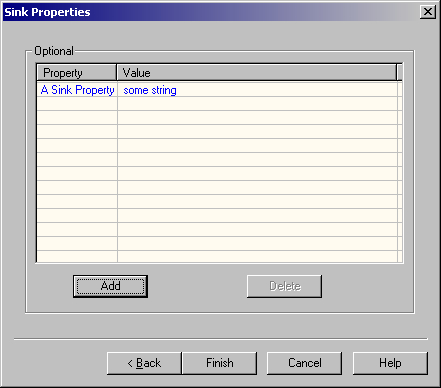 Sink Properties
Optional
Property Value
A Sink Property some string
Add Delete
< Back Finish Cancel Help